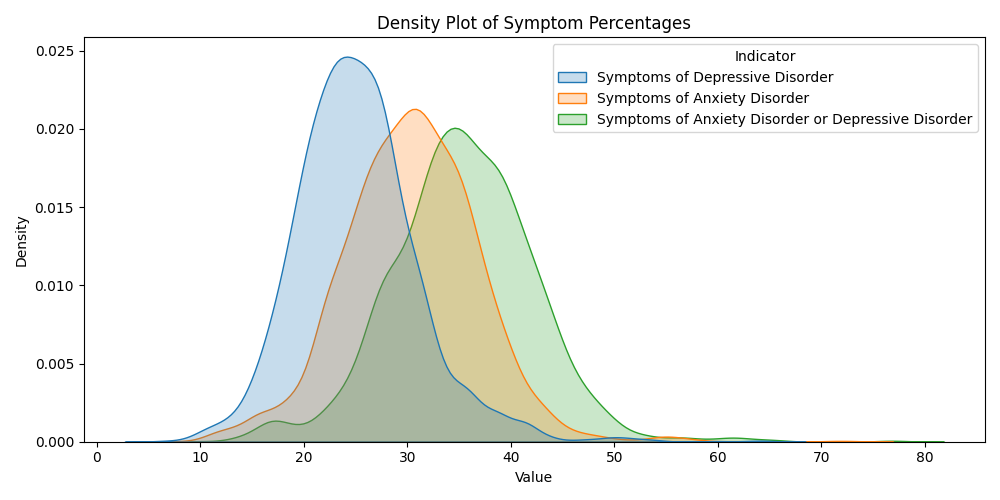 Density Plot of Symptom Percentages
Indicator
Symptoms of Depressive Disorder
Symptoms of Anxiety Disorder
Symptoms of Anxiety Disorder or Depressive Disorder
Density
0.025
0.020
0.015
0.010
0.005
0.000
0 10 20 30 40 50 60 70 80
Value